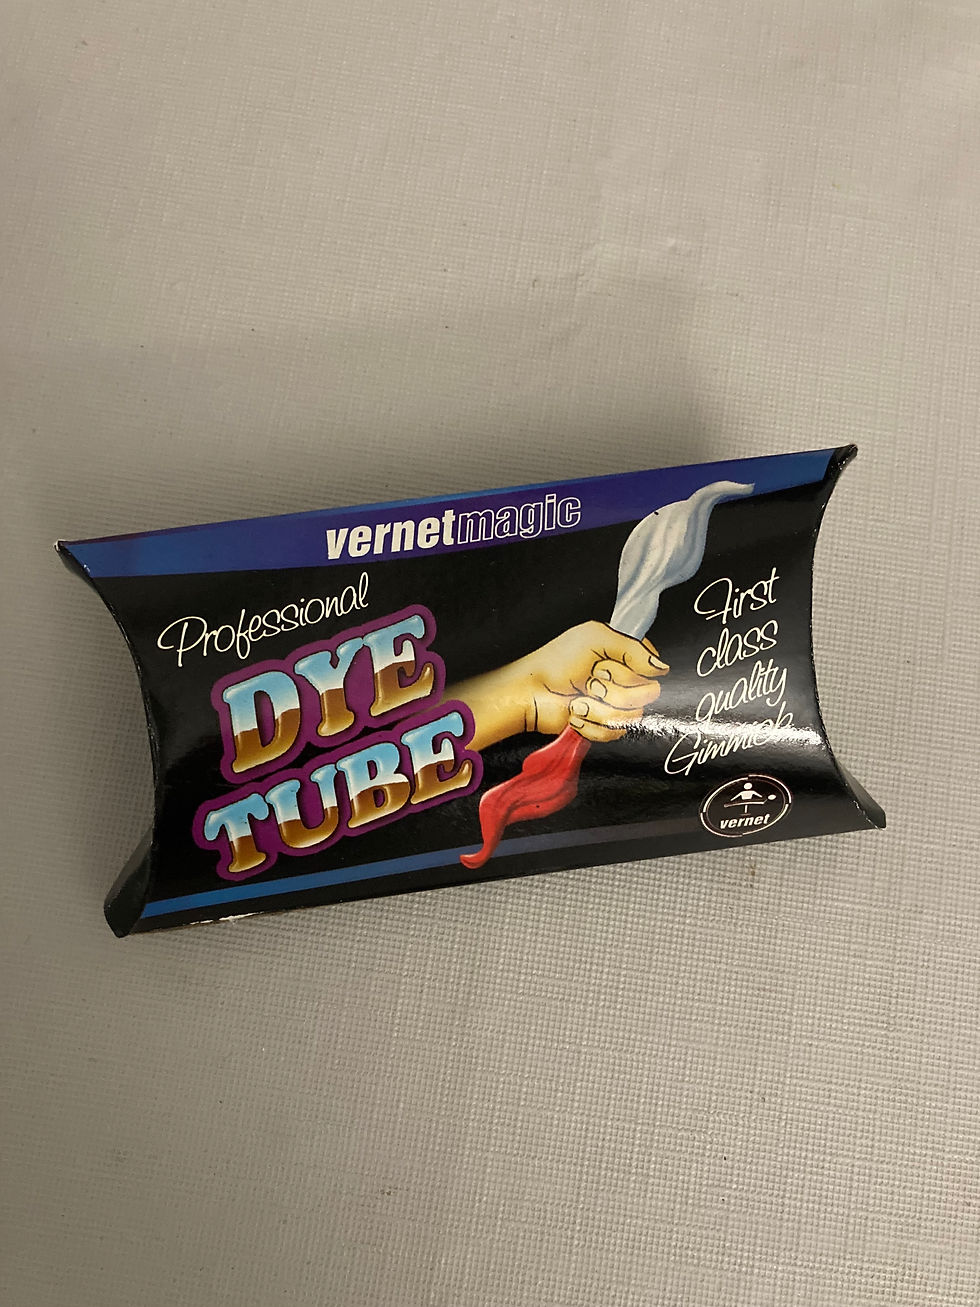 vernetmagic
Professional
DYE
TUBE
First
class
quality
Gimmick
vernet